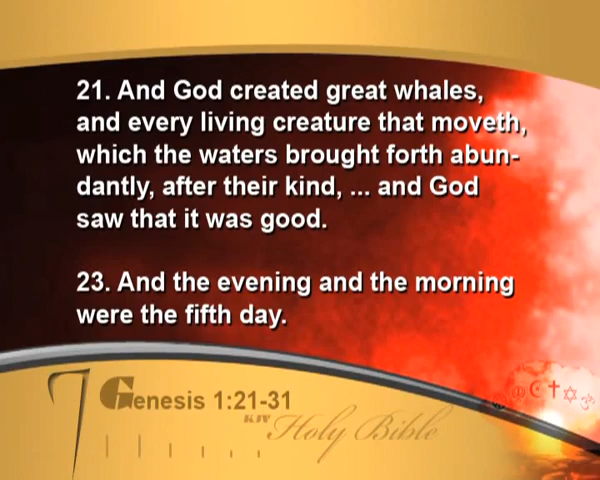 21. And God created great whales,
and every living creature that moveth,
which the waters brought forth abun-
dantly, after their kind, ... and God
saw that it was good.
23. And the evening and the morning
were the fifth day.
Genesis 1:21-31
KJV Holy Bible